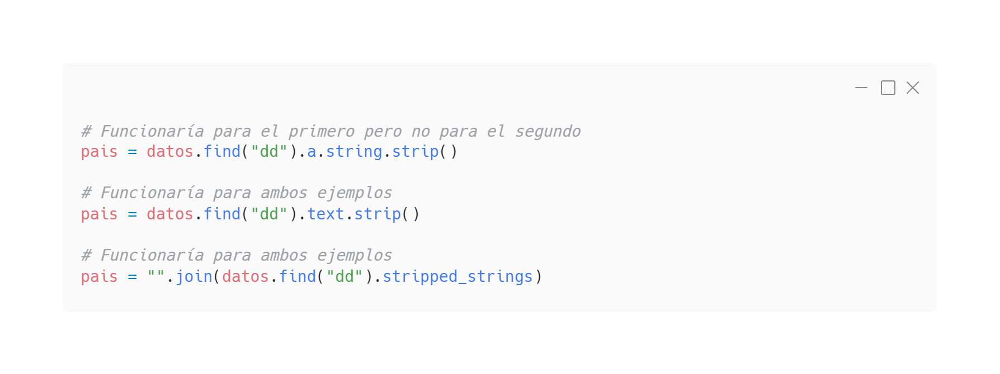 # Funcionaría para el primero pero no para el segundo
pais = datos.find("dd").a.string.strip()
# Funcionaría para ambos ejemplos
pais = datos.find("dd").text.strip()
# Funcionaría para ambos ejemplos
pais = "".join(datos.find("dd").stripped_strings)